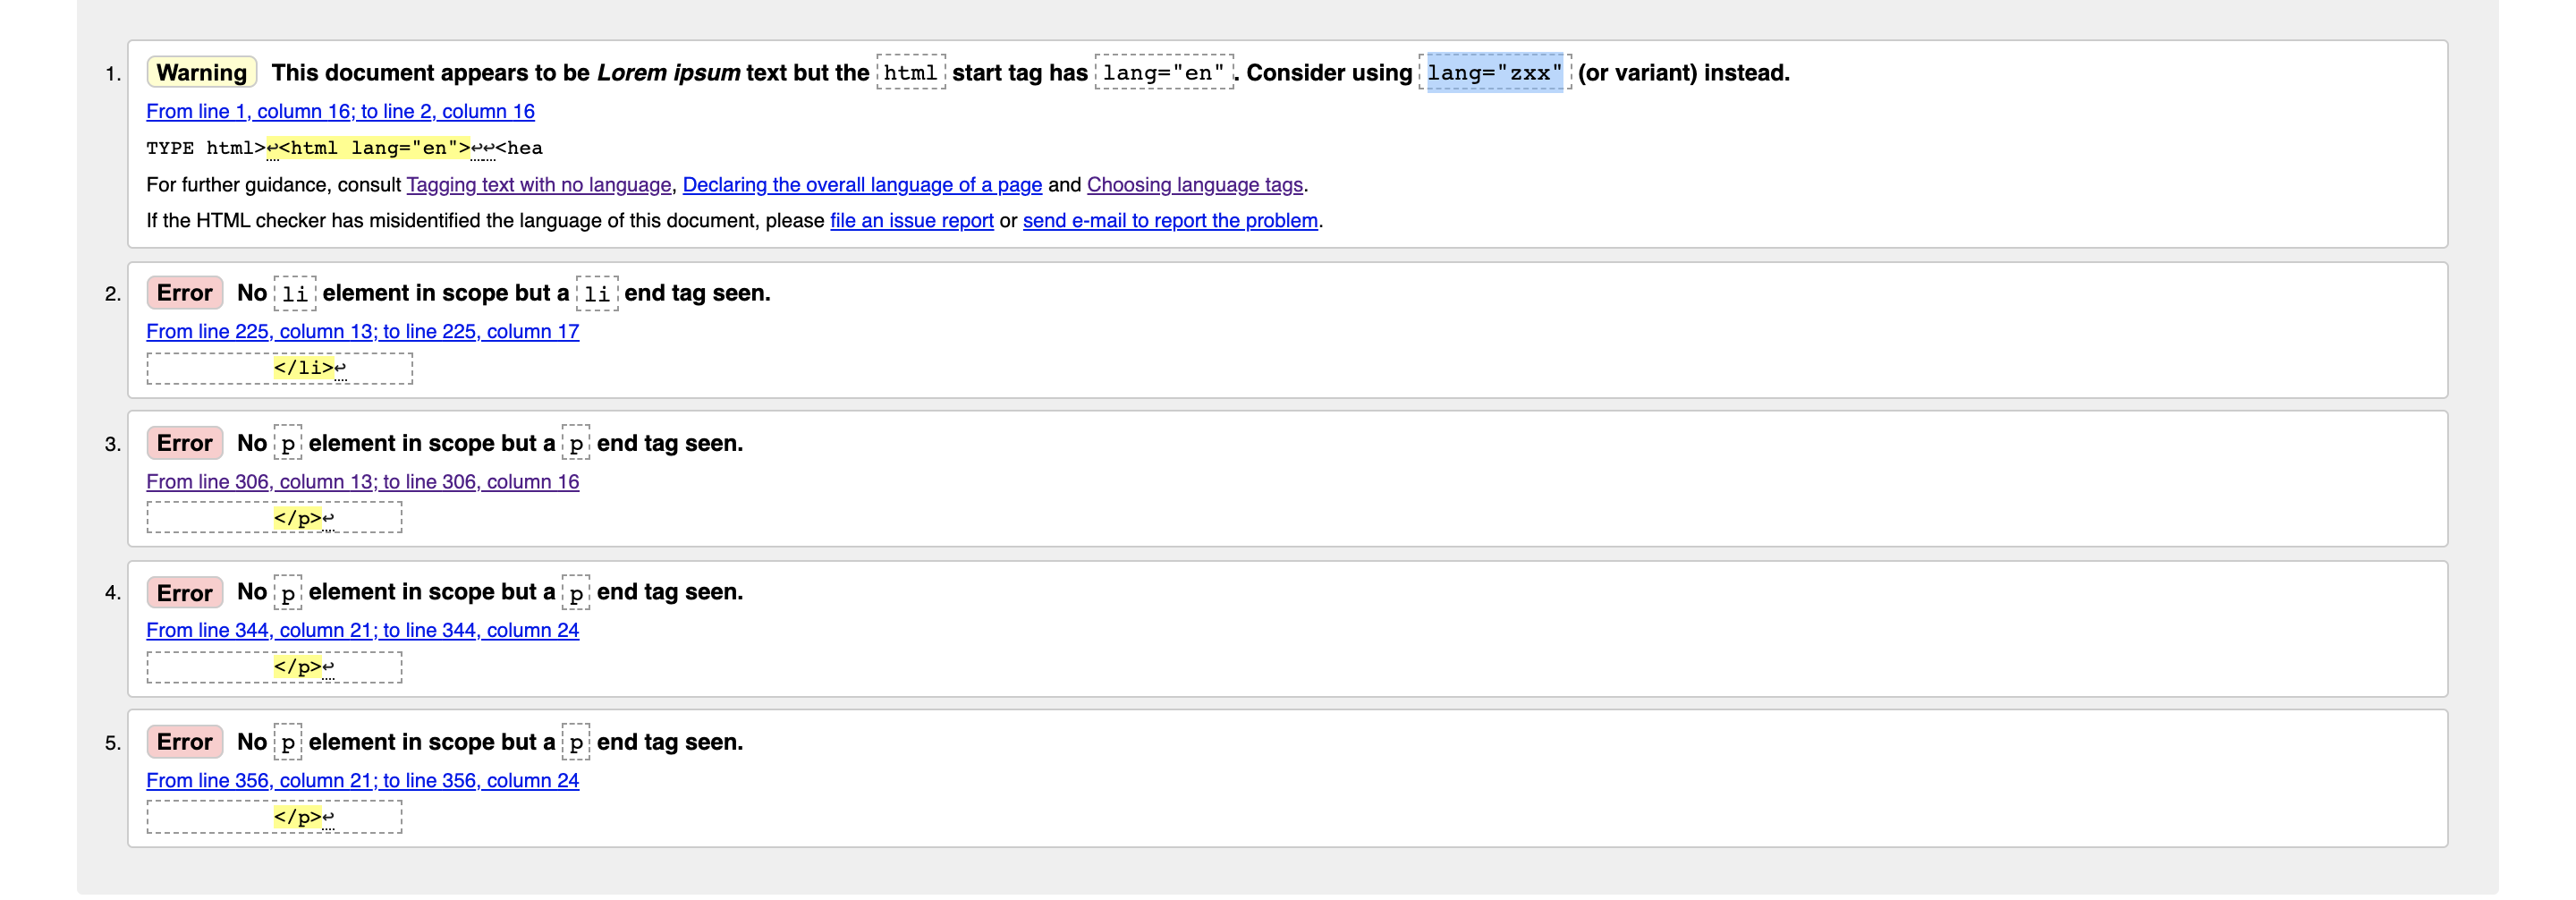 1. Warning This document appears to be Lorem ipsum text but the html start tag has lang="en". Consider using lang="zxx" (or variant) instead.
From line 1, column 16; to line 2, column 16
TYPE html>↩<html lang="en">↩↩<hea
For further guidance, consult Tagging text with no language, Declaring the overall language of a page and Choosing language tags.
If the HTML checker has misidentified the language of this document, please file an issue report or send e-mail to report the problem.
2. Error No li element in scope but a li end tag seen.
From line 225, column 13; to line 225, column 17
</li>↩
3. Error No p element in scope but a p end tag seen.
From line 306, column 13; to line 306, column 16
</p>↩
4. Error No p element in scope but a p end tag seen.
From line 344, column 21; to line 344, column 24
</p>↩
5. Error No p element in scope but a p end tag seen.
From line 356, column 21; to line 356, column 24
</p>↩